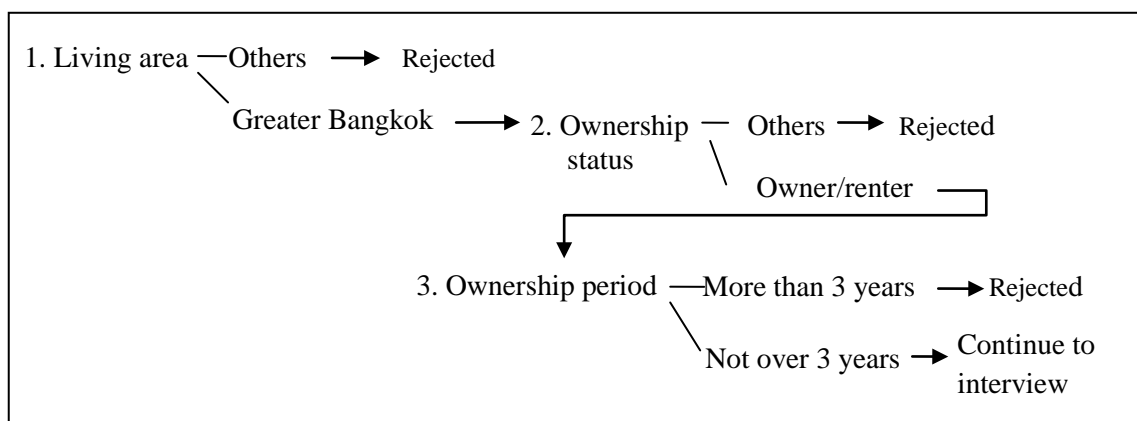 1. Living area Others Rejected
Greater Bangkok 2. Ownership status Others Rejected
Owner/renter
3. Ownership period More than 3 years Rejected
Not over 3 years Continue to interview